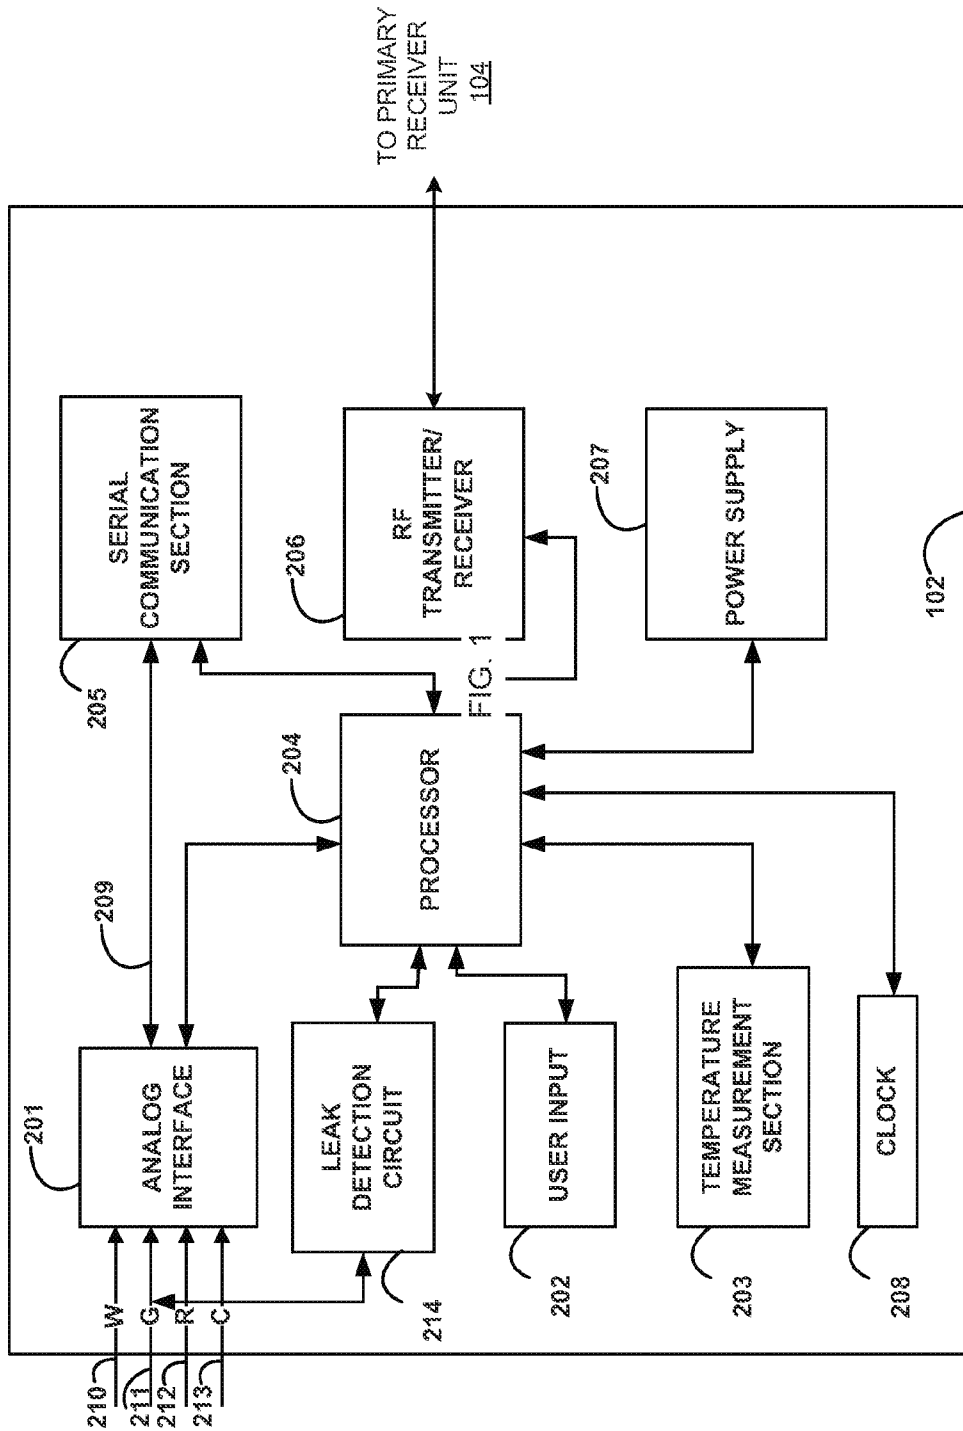 210
W
211
G
212
R
213
C
201
ANALOG
INTERFACE
209
205
SERIAL
COMMUNICATION
SECTION
214
LEAK
DETECTION
CIRCUIT
204
PROCESSOR
206
RF
TRANSMITTER/
RECEIVER
FIG. 1
TO PRIMARY
RECEIVER
UNIT
104
202
USER INPUT
203
TEMPERATURE
MEASUREMENT
SECTION
207
POWER SUPPLY
208
CLOCK
102